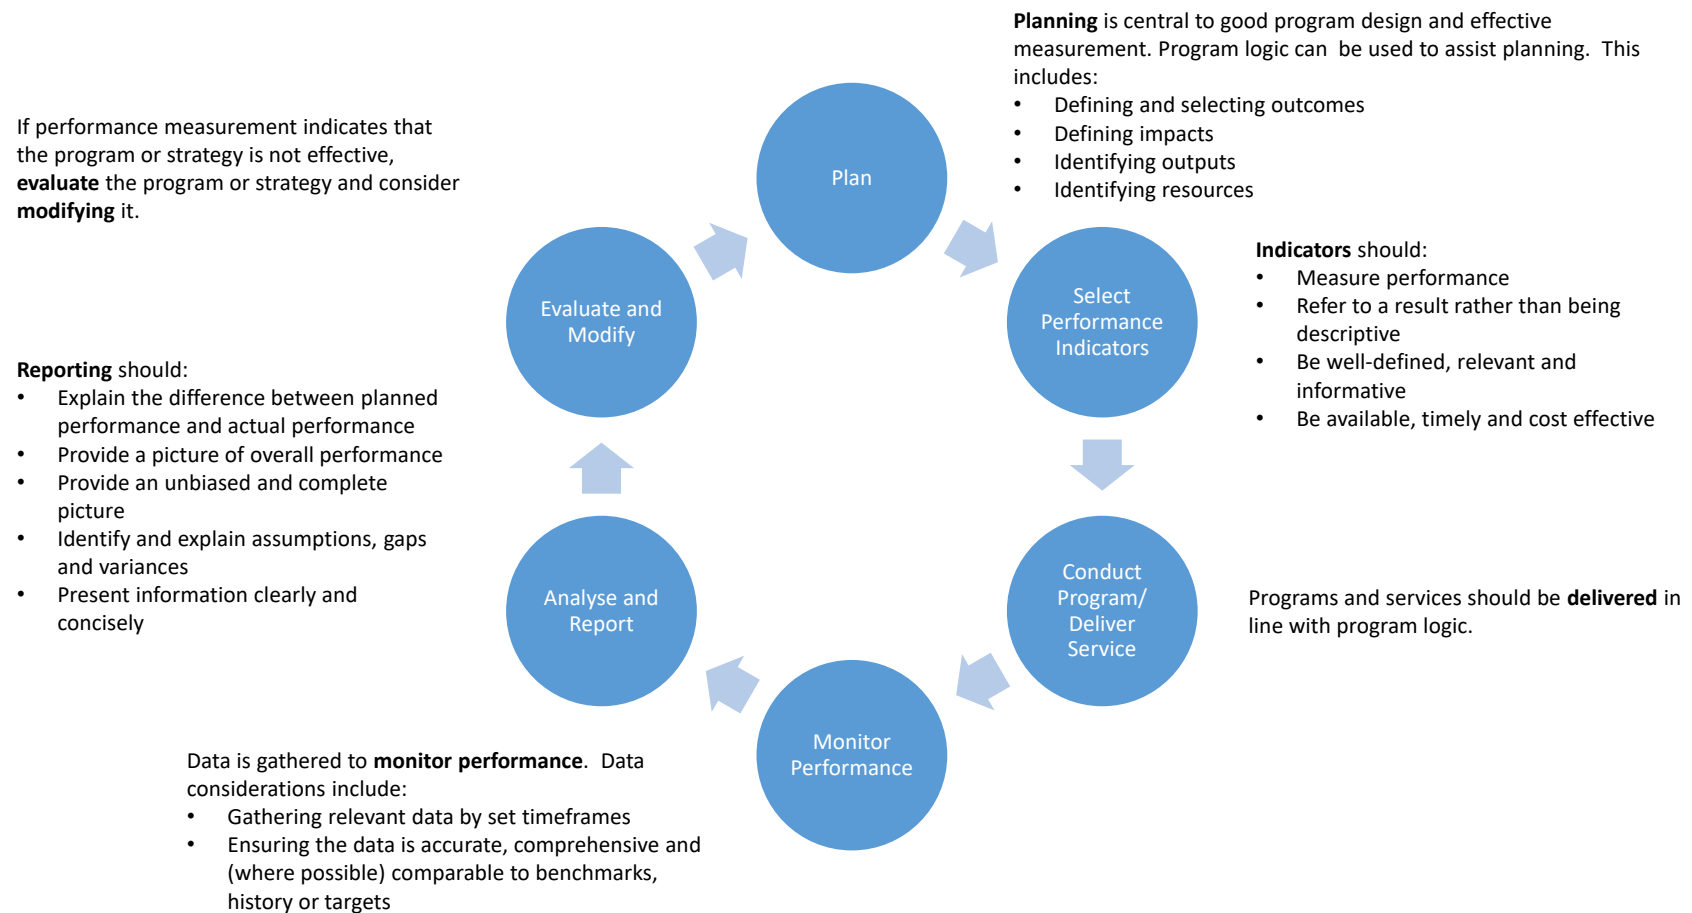 Planning is central to good program design and effective
measurement. Program logic can  be used to assist planning.  This
includes:
•	Defining and selecting outcomes
•	Defining impacts
•	Identifying outputs
•	Identifying resources
Plan
Indicators should:
•	Measure performance
•	Refer to a result rather than being
descriptive
•	Be well-defined, relevant and
informative
•	Be available, timely and cost effective
Select
Performance
Indicators
Programs and services should be delivered in
line with program logic.
Conduct
Program/
Deliver
Service
Monitor
Performance
Data is gathered to monitor performance.  Data
considerations include:
•	Gathering relevant data by set timeframes
•	Ensuring the data is accurate, comprehensive and
(where possible) comparable to benchmarks,
history or targets
Analyse and
Report
Reporting should:
•	Explain the difference between planned
performance and actual performance
•	Provide a picture of overall performance
•	Provide an unbiased and complete
picture
•	Identify and explain assumptions, gaps
and variances
•	Present information clearly and
concisely
Evaluate and
Modify
If performance measurement indicates that
the program or strategy is not effective,
evaluate the program or strategy and consider
modifying it.